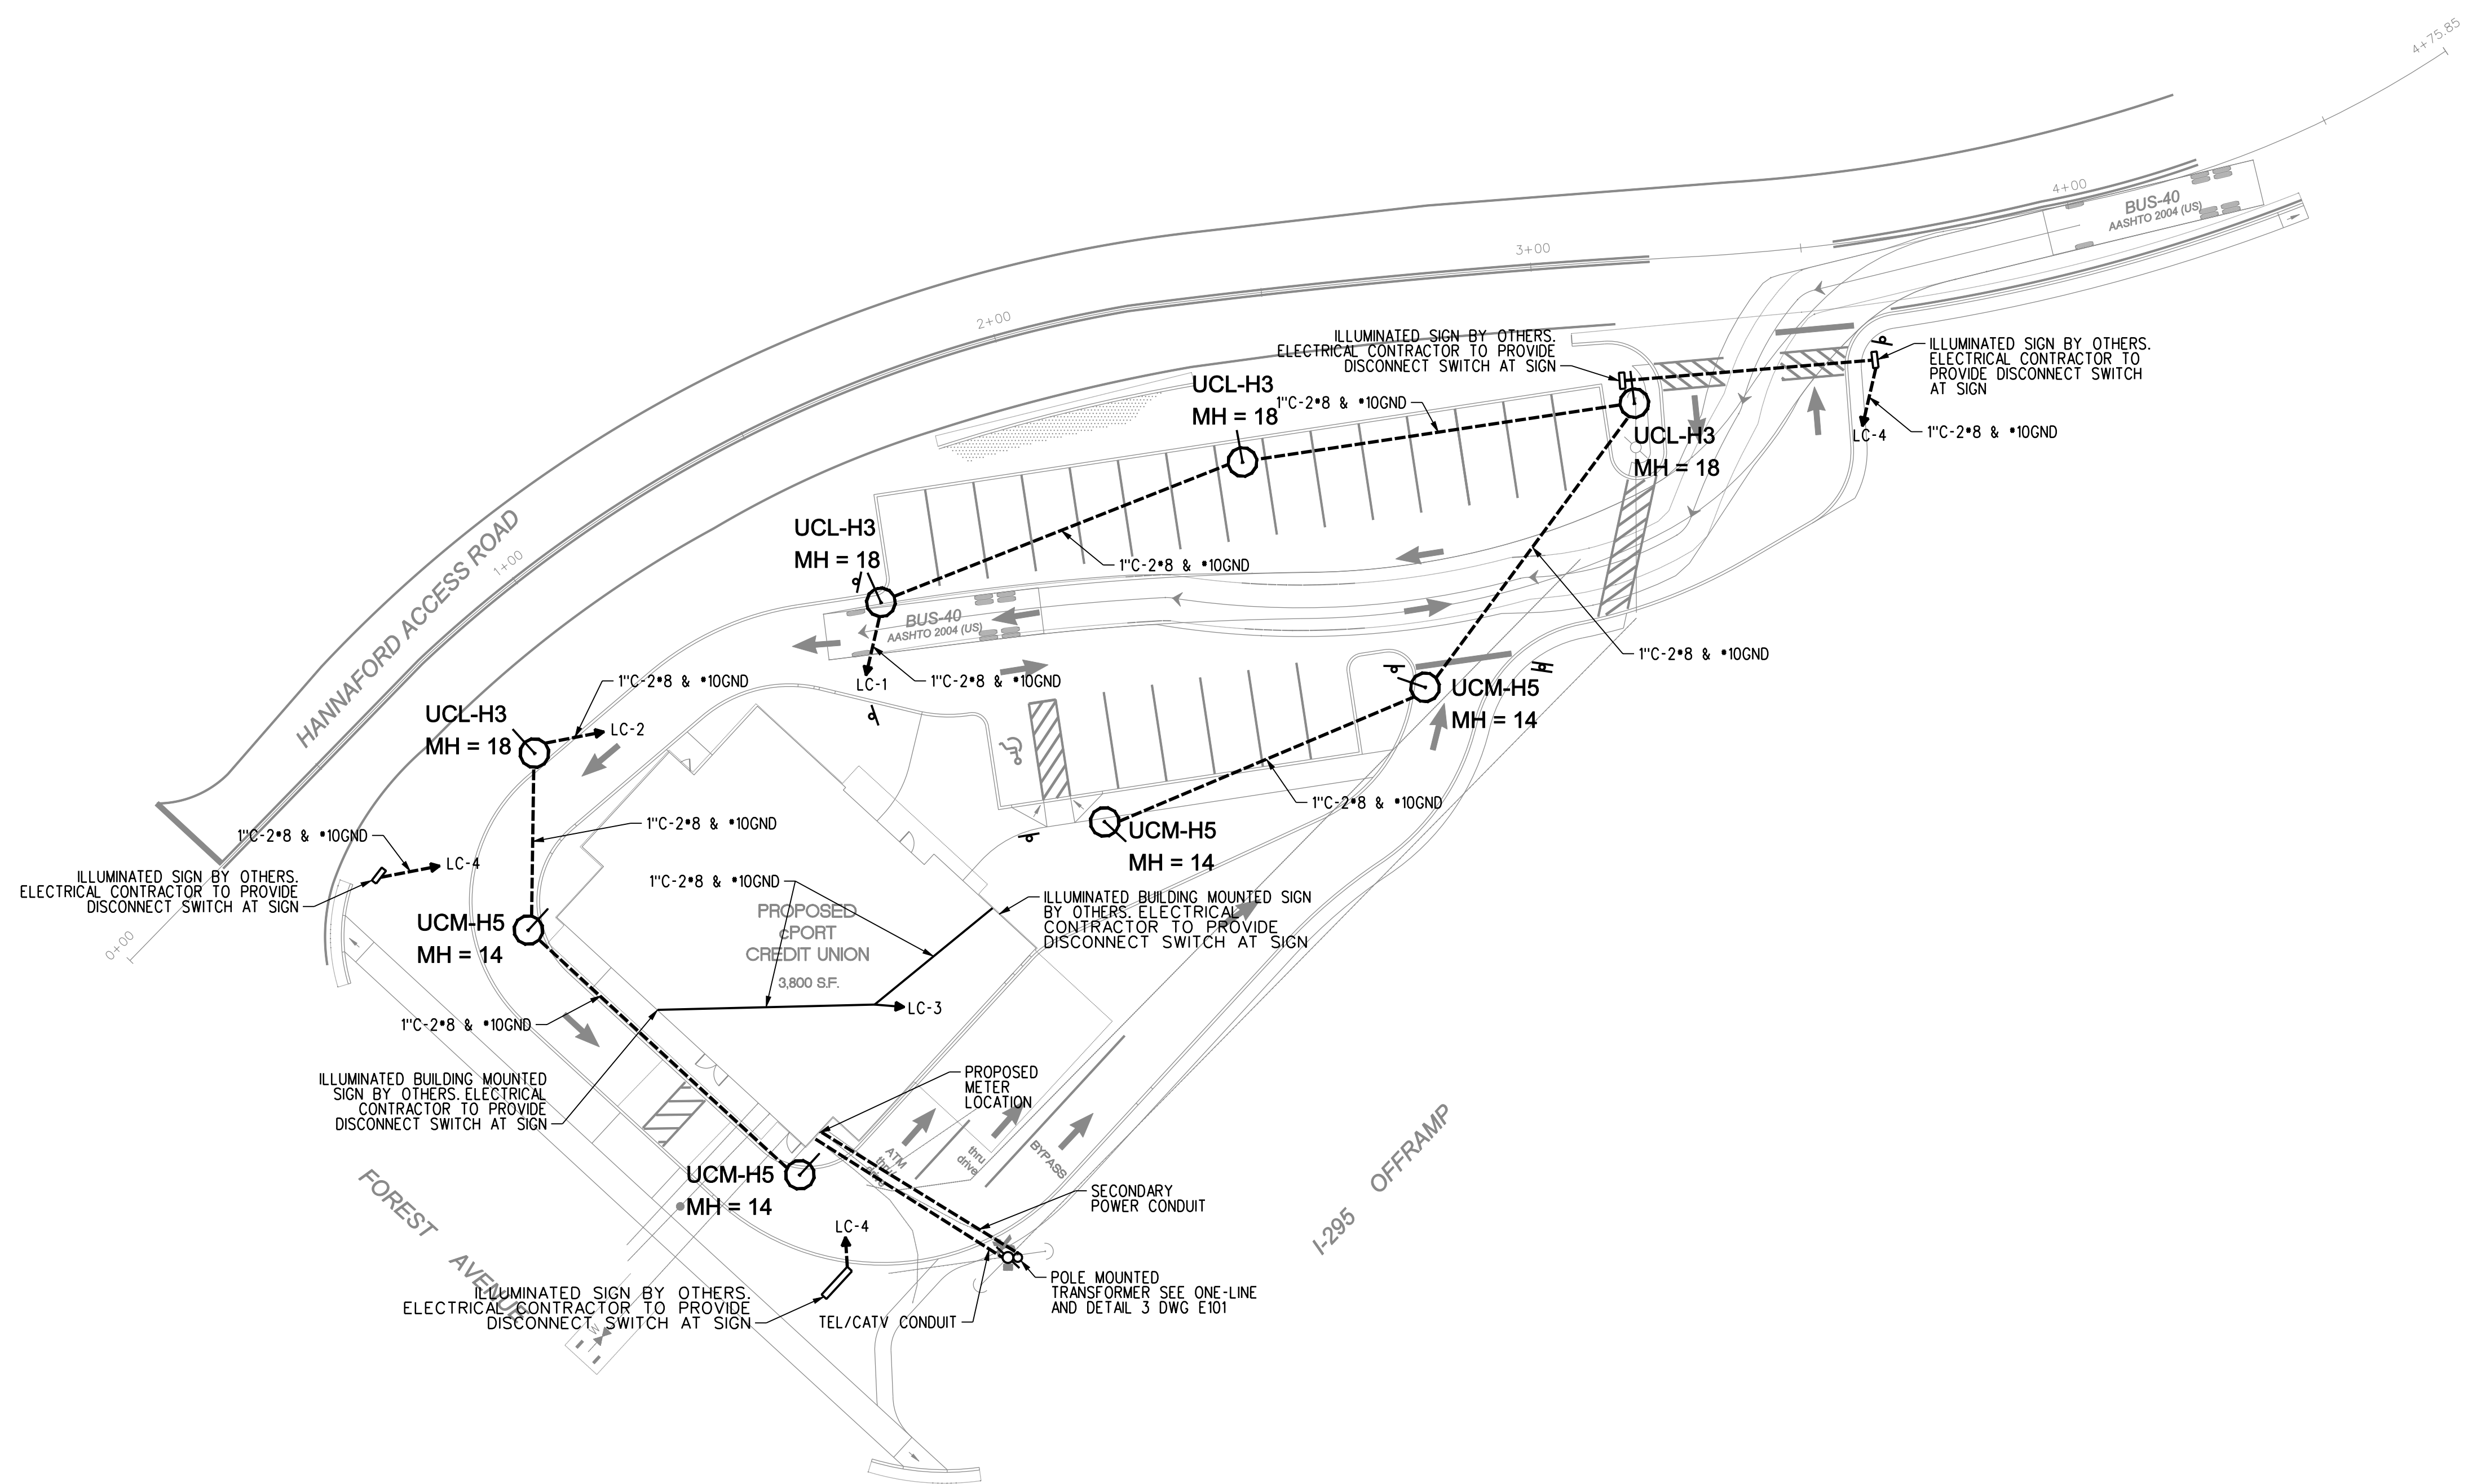 4+75.85
4+00
BUS-40
AASHTO 2004 (US)
3+00
2+00
1+00
0+00
HANNAFORD ACCESS ROAD
ILLUMINATED SIGN BY OTHERS.
ELECTRICAL CONTRACTOR TO PROVIDE
DISCONNECT SWITCH AT SIGN
ILLUMINATED SIGN BY OTHERS.
ELECTRICAL CONTRACTOR TO
PROVIDE DISCONNECT SWITCH
AT SIGN
UCL-H3
MH = 18
1"C-2#8 & #10GND
UCL-H3
MH = 18
LC-4
1"C-2#8 & #10GND
UCL-H3
MH = 18
1"C-2#8 & #10GND
BUS-40
AASHTO 2004 (US)
1"C-2#8 & #10GND
LC-1
1"C-2#8 & #10GND
1"C-2#8 & #10GND
UCM-H5
MH = 14
UCL-H3
MH = 18
LC-2
1"C-2#8 & #10GND
UCM-H5
MH = 14
1"C-2#8 & #10GND
1"C-2#8 & #10GND
LC-4
ILLUMINATED SIGN BY OTHERS.
ELECTRICAL CONTRACTOR TO PROVIDE
DISCONNECT SWITCH AT SIGN
1"C-2#8 & #10GND
ILLUMINATED BUILDING MOUNTED SIGN
BY OTHERS. ELECTRICAL
CONTRACTOR TO PROVIDE
DISCONNECT SWITCH AT SIGN
UCM-H5
MH = 14
PROPOSED
cPORT
CREDIT UNION
3,800 S.F.
LC-3
1"C-2#8 & #10GND
ILLUMINATED BUILDING MOUNTED
SIGN BY OTHERS. ELECTRICAL
CONTRACTOR TO PROVIDE
DISCONNECT SWITCH AT SIGN
PROPOSED
METER
LOCATION
ATM
thru
drive
thru
drive
BYPASS
UCM-H5
MH = 14
SECONDARY
POWER CONDUIT
LC-4
I-295 OFFRAMP
FOREST AVENUE
POLE MOUNTED
TRANSFORMER SEE ONE-LINE
AND DETAIL 3 DWG E101
ILLUMINATED SIGN BY OTHERS.
ELECTRICAL CONTRACTOR TO PROVIDE
DISCONNECT SWITCH AT SIGN
TEL/CATV CONDUIT
W